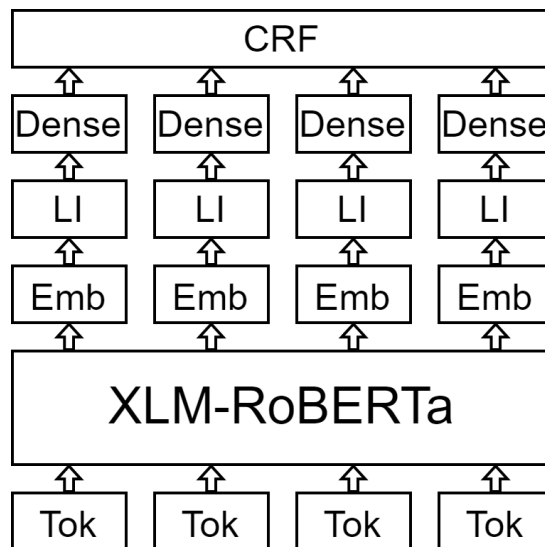 CRF
Dense Dense Dense Dense
LI LI LI LI
Emb Emb Emb Emb
XLM-RoBERTa
Tok Tok Tok Tok